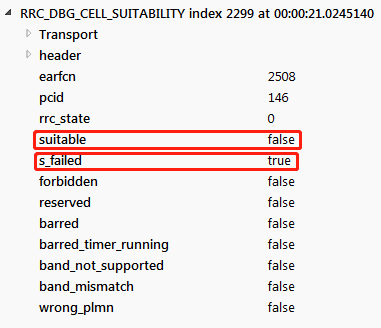 RRC_DBG_CELL_SUITABILITY index 2299 at 00:00:21.0245140
Transport
header
earfcn 2508
pcid 146
rrc_state 0
suitable false
s_failed true
forbidden false
reserved false
barred false
barred_timer_running false
band_not_supported false
band_mismatch false
wrong_plmn false